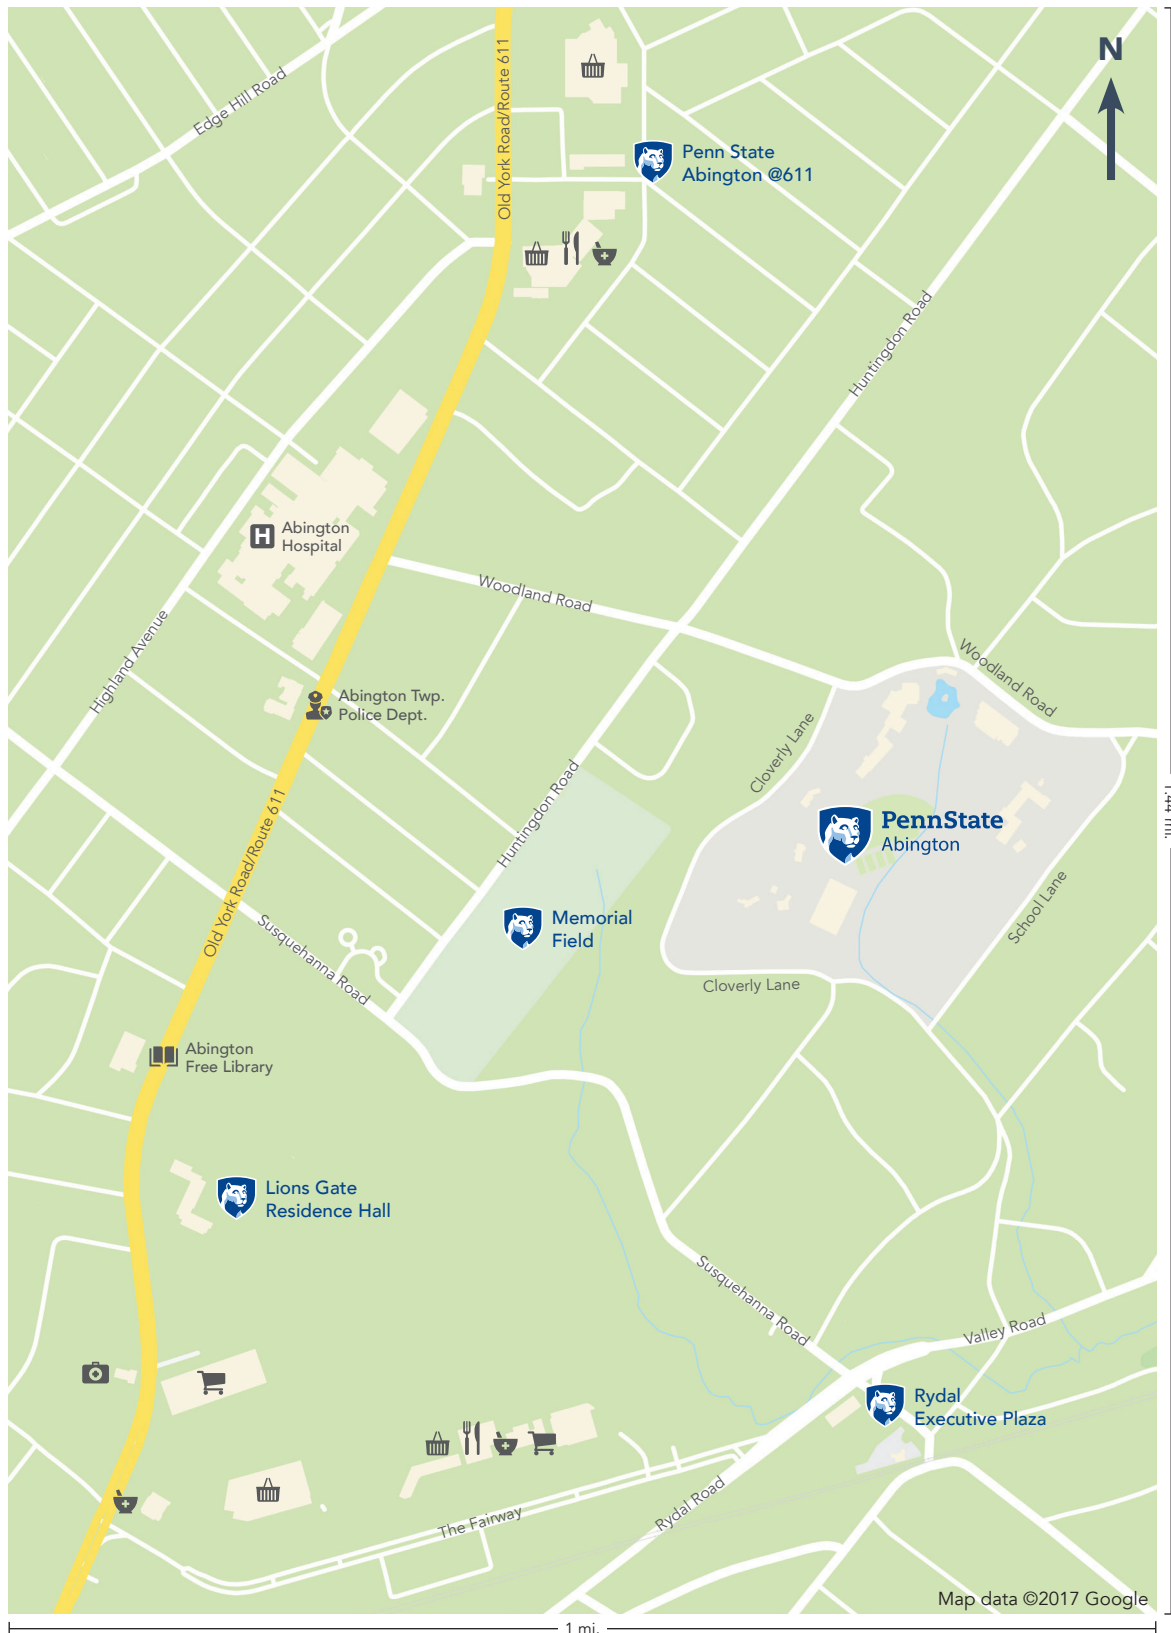 N
Edge Hill Road
Old York Road/Route 611
Penn State
Abington @611
Huntingdon Road
Abington
Hospital
Woodland Road
Highland Avenue
Abington Twp.
Police Dept.
Woodland Road
Cloverly Lane
Huntingdon Road
PennState
Abington
1.44 mi.
Old York Road/Route 611
Memorial
Field
School Lane
Susquehanna Road
Cloverly Lane
Abington
Free Library
Lions Gate
Residence Hall
Susquehanna Road
Valley Road
Rydal
Executive Plaza
Rydal Road
The Fairway
Map data ©2017 Google
1 mi.
H